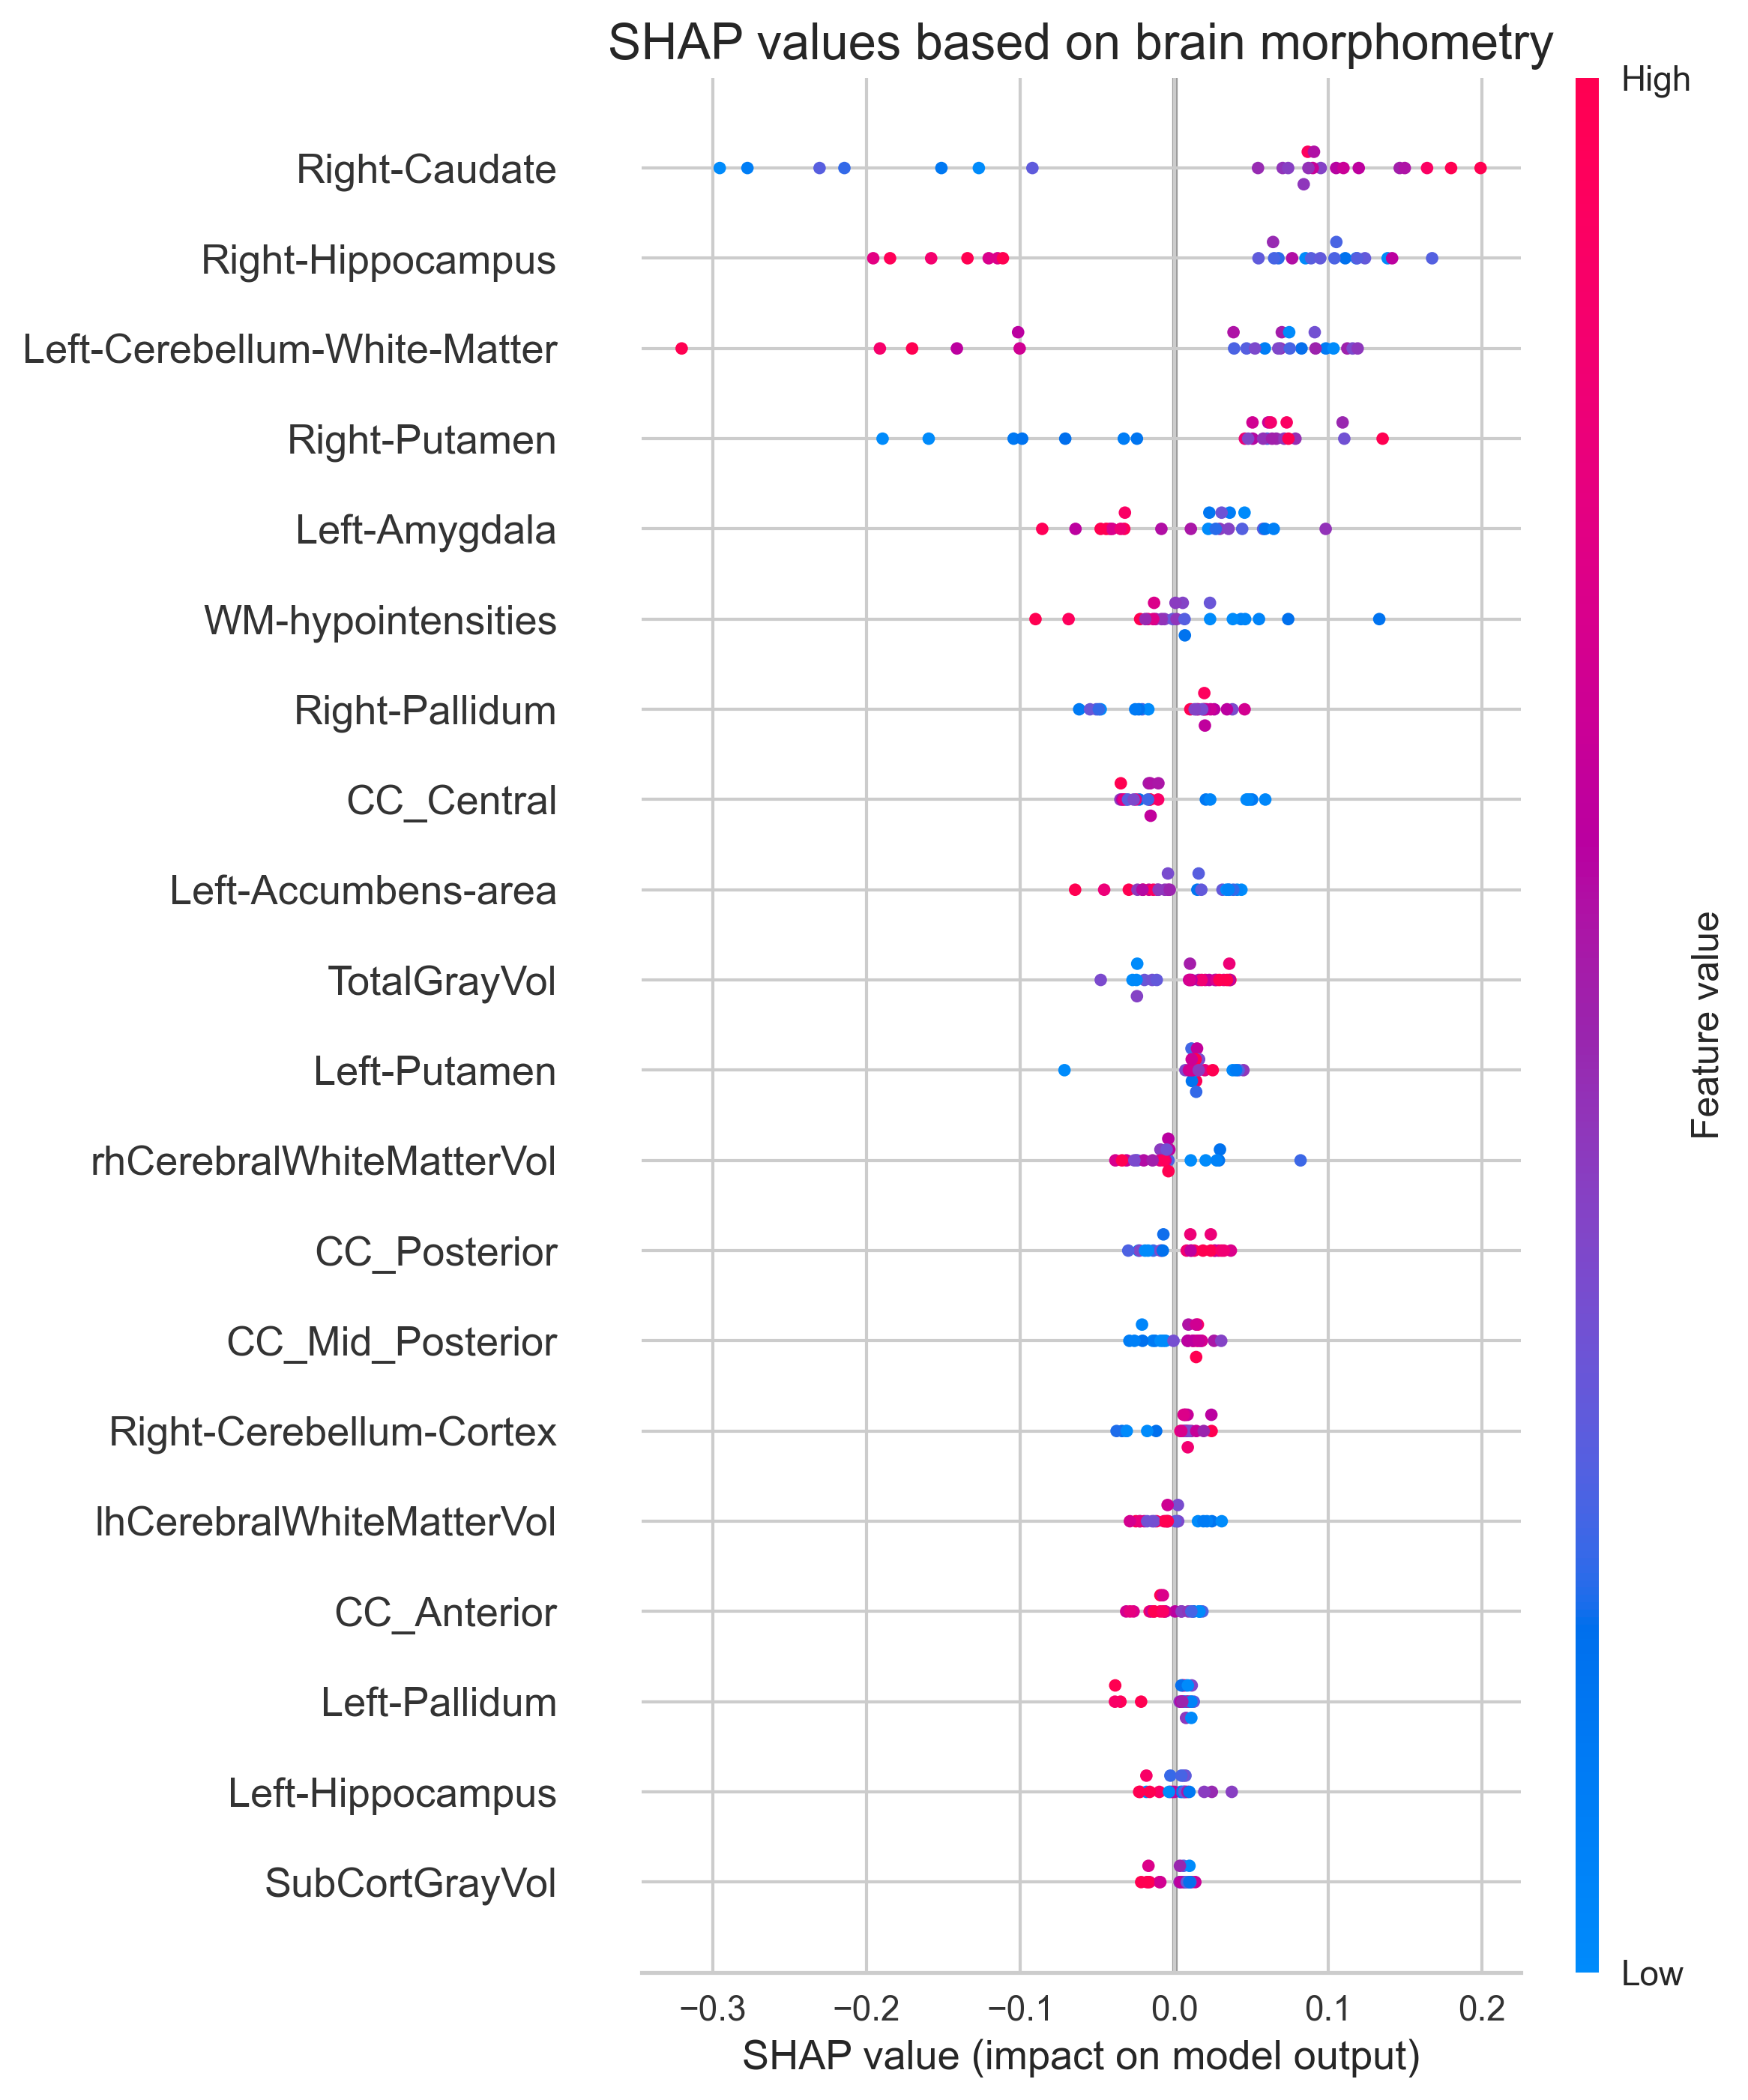 SHAP values based on brain morphometry
High
Right-Caudate
Right-Hippocampus
Left-Cerebellum-White-Matter
Right-Putamen
Left-Amygdala
WM-hypointensities
Right-Pallidum
CC_Central
Left-Accumbens-area
TotalGrayVol
Left-Putamen
rhCerebralWhiteMatterVol
CC_Posterior
CC_Mid_Posterior
Right-Cerebellum-Cortex
lhCerebralWhiteMatterVol
CC_Anterior
Left-Pallidum
Left-Hippocampus
SubCortGrayVol
Feature value
Low
−0.3 −0.2 −0.1 0.0 0.1 0.2
SHAP value (impact on model output)